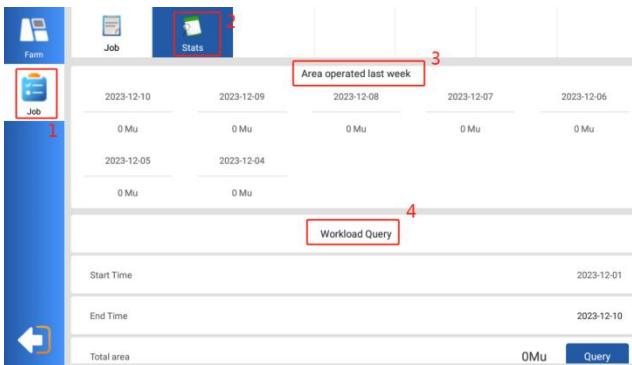 Farm
Job
Stats
2
Job
1
Area operated last week
3
2023-12-10 2023-12-09 2023-12-08 2023-12-07 2023-12-06
0 Mu 0 Mu 0 Mu 0 Mu 0 Mu
2023-12-05 2023-12-04
0 Mu 0 Mu
4
Workload Query
Start Time 2023-12-01
End Time 2023-12-10
Total area 0Mu Query